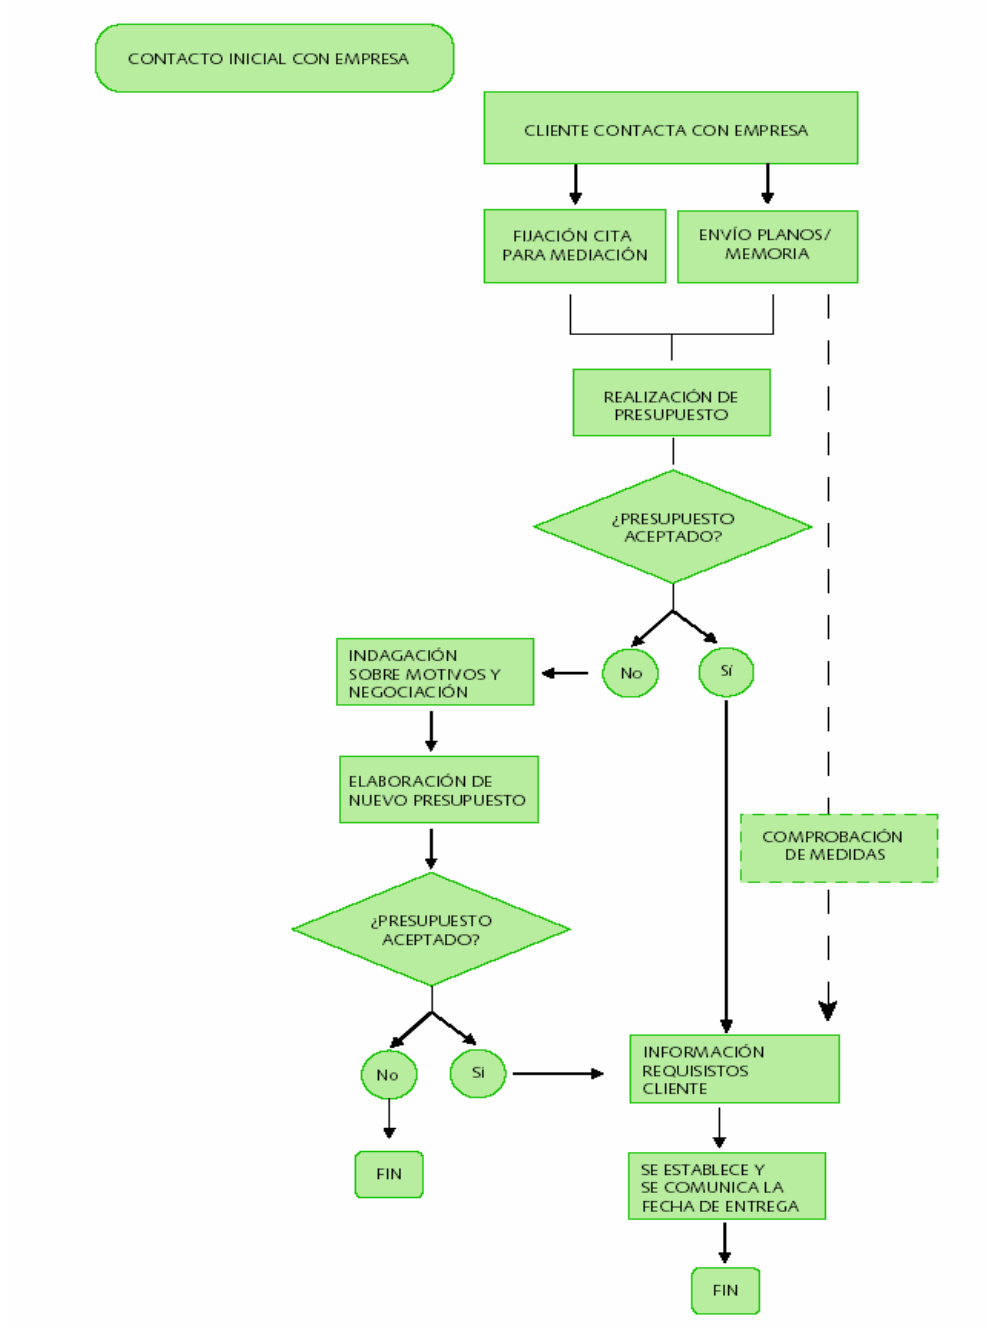 CONTACTO INICIAL CON EMPRESA
CLIENTE CONTACTA CON EMPRESA
FIJACIÓN CITA
PARA MEDIACIÓN
ENVÍO PLANOS/
MEMORIA
REALIZACIÓN DE
PRESUPUESTO
¿PRESUPUESTO
ACEPTADO?
No
Sí
INDAGACIÓN
SOBRE MOTIVOS Y
NEGOCIACIÓN
ELABORACIÓN DE
NUEVO PRESUPUESTO
COMPROBACIÓN
DE MEDIDAS
¿PRESUPUESTO
ACEPTADO?
No
Sí
INFORMACIÓN
REQUISISTOS
CLIENTE
FIN
SE ESTABLECE Y
SE COMUNICA LA
FECHA DE ENTREGA
FIN